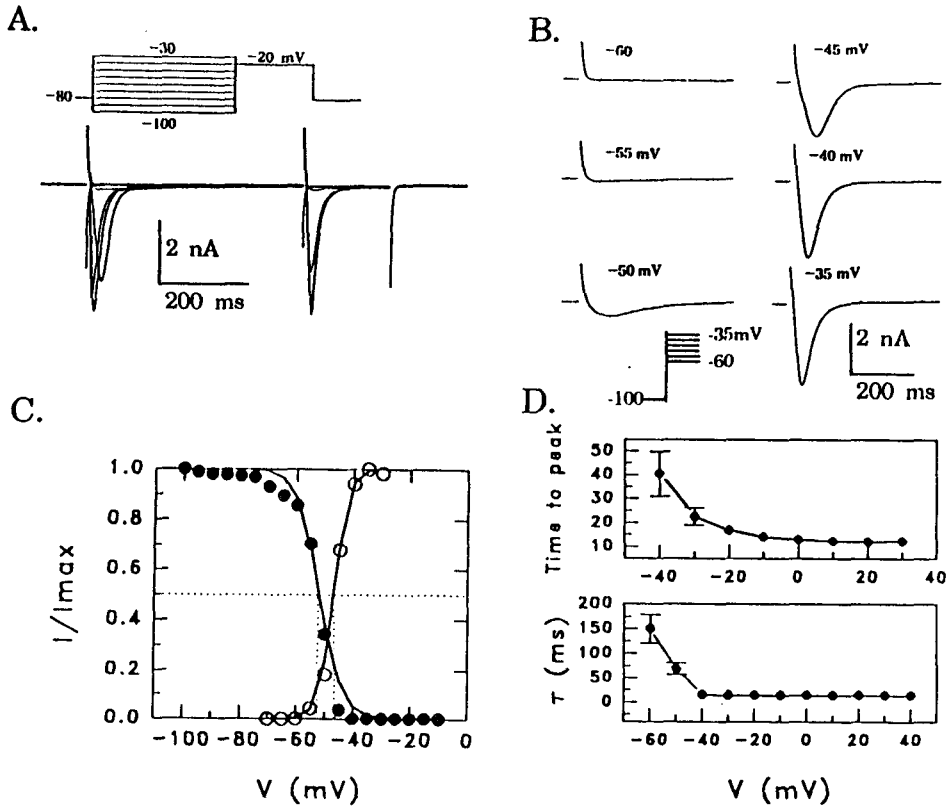 A.
-30
-20 mV
-80
-100
2 nA
200 ms
B.
-60
-45 mV
-55 mV
-40 mV
-50 mV
-35 mV
-35mV
-60
-100
2 nA
200 ms
C.
1.0
0.8
0.6
0.4
0.2
0.0
I/Imax
-100 -80 -60 -40 -20 0
V (mV)
D.
Time to peak
50
40
30
20
10
-40 -20 0 20 40
τ (ms)
200
150
100
50
0
-60 -40 -20 0 20 40
V (mV)